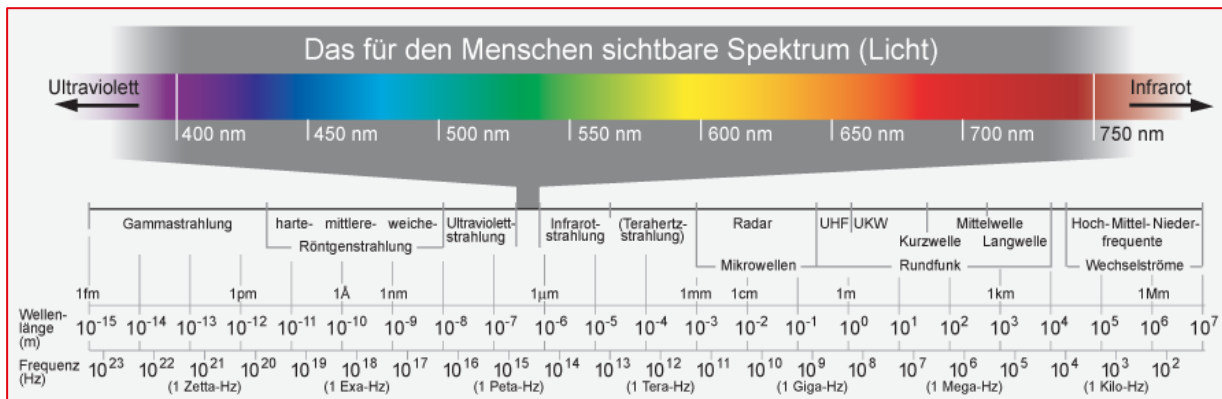 Das für den Menschen sichtbare Spektrum (Licht)
Ultraviolett Infrarot
400 nm 450 nm 500 nm 550 nm 600 nm 650 nm 700 nm 750 nm
Gammastrahlung harte- mittlere- weiche- Ultraviolett- Infrarot- (Terahertz- Radar UHF UKW Mittelwelle Hoch- Mittel- Nieder-
Röntgenstrahlung strahlung strahlung strahlung) Kurzwelle Langwelle frequente
Mikrowellen Rundfunk Wechselströme
1fm 1pm 1Å 1nm 1µm 1mm 1cm 1m 1km 1Mm
Wellen-
länge
(m)
10⁻¹⁵ 10⁻¹⁴ 10⁻¹³ 10⁻¹² 10⁻¹¹ 10⁻¹⁰ 10⁻⁹ 10⁻⁸ 10⁻⁷ 10⁻⁶ 10⁻⁵ 10⁻⁴ 10⁻³ 10⁻² 10⁻¹ 10⁰ 10¹ 10² 10³ 10⁴ 10⁵ 10⁶ 10⁷
Frequenz
(Hz)
10²³ 10²² 10²¹ 10²⁰ 10¹⁹ 10¹⁸ 10¹⁷ 10¹⁶ 10¹⁵ 10¹⁴ 10¹³ 10¹² 10¹¹ 10¹⁰ 10⁹ 10⁸ 10⁷ 10⁶ 10⁵ 10⁴ 10³ 10²
(1 Zetta-Hz) (1 Exa-Hz) (1 Peta-Hz) (1 Tera-Hz) (1 Giga-Hz) (1 Mega-Hz) (1 Kilo-Hz)